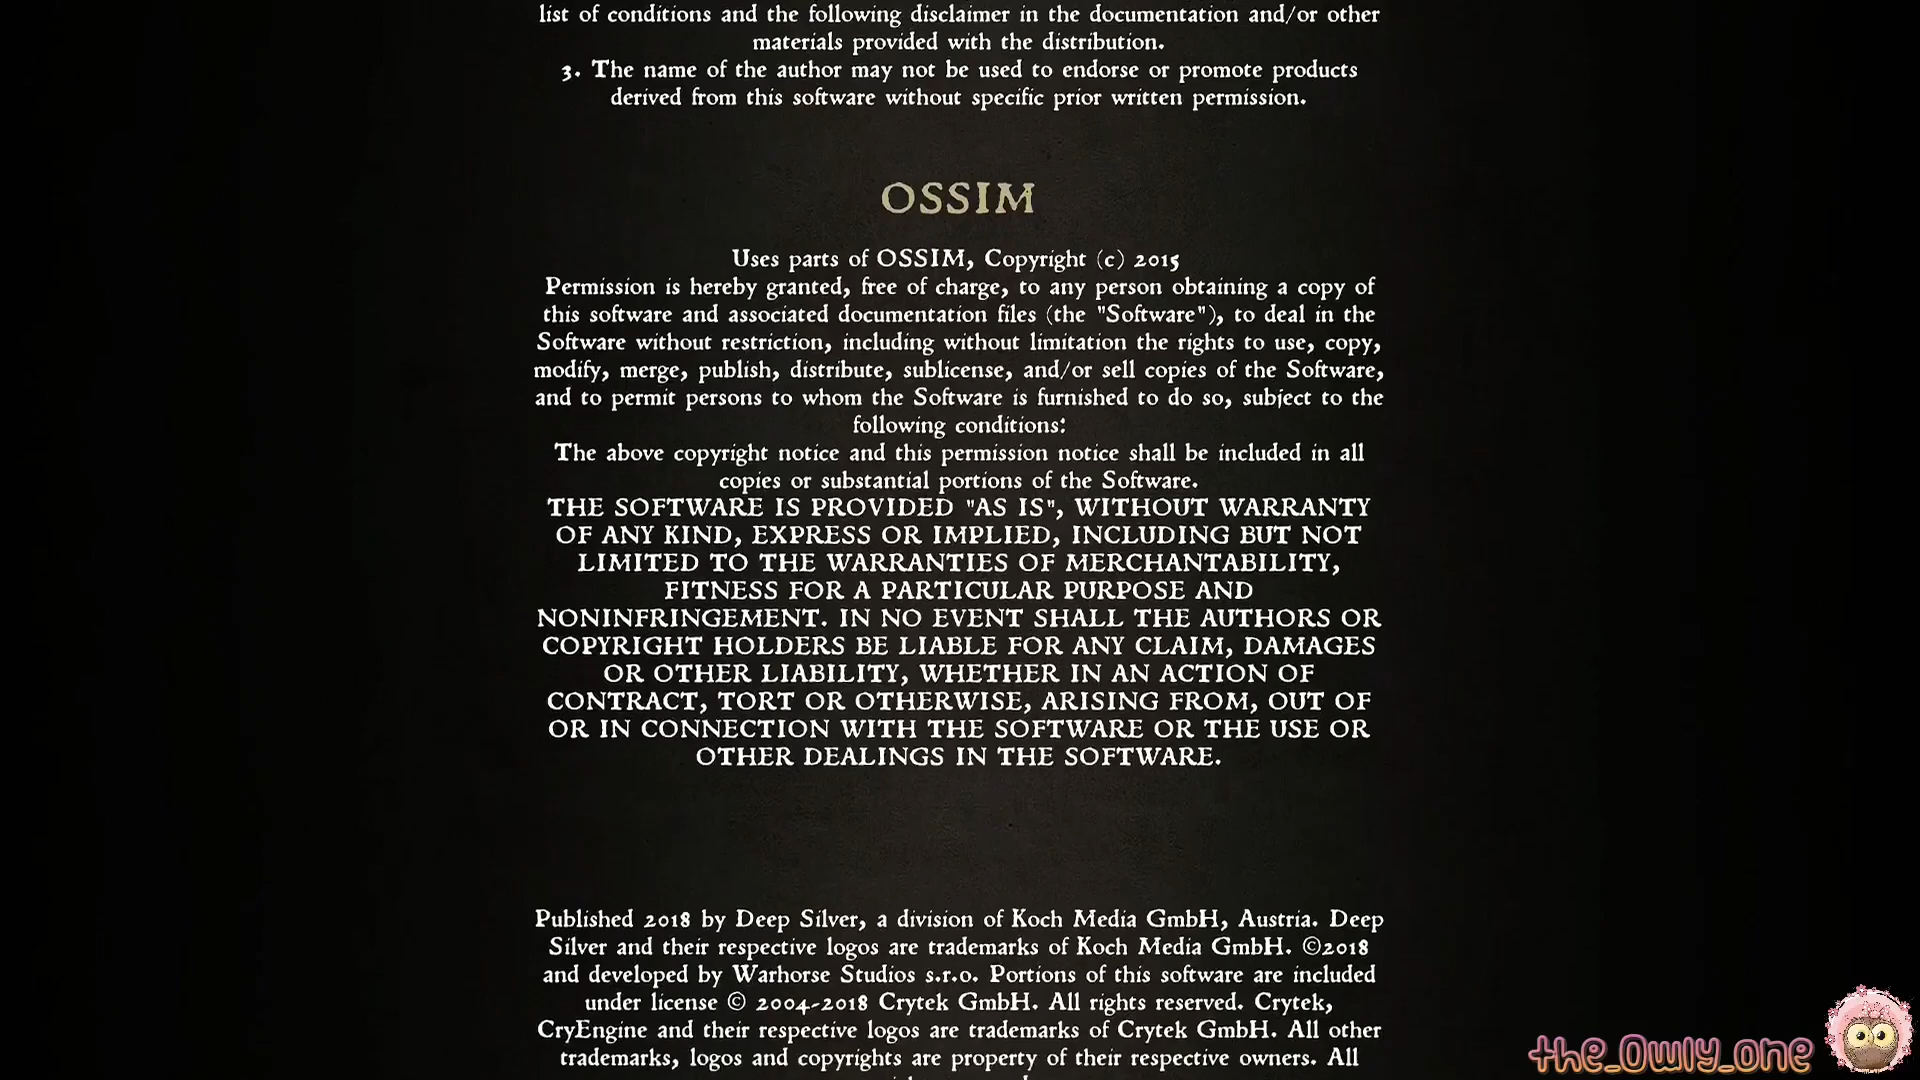 list of conditions and the following disclaimer in the documentation and/or other
materials provided with the distribution.
3. The name of the author may not be used to endorse or promote products
derived from this software without specific prior written permission.
OSSIM
Uses parts of OSSIM, Copyright (c) 2015
Permission is hereby granted, free of charge, to any person obtaining a copy of
this software and associated documentation files (the "Software"), to deal in the
Software without restriction, including without limitation the rights to use, copy,
modify, merge, publish, distribute, sublicense, and/or sell copies of the Software,
and to permit persons to whom the Software is furnished to do so, subject to the
following conditions:
The above copyright notice and this permission notice shall be included in all
copies or substantial portions of the Software.
THE SOFTWARE IS PROVIDED "AS IS", WITHOUT WARRANTY
OF ANY KIND, EXPRESS OR IMPLIED, INCLUDING BUT NOT
LIMITED TO THE WARRANTIES OF MERCHANTABILITY,
FITNESS FOR A PARTICULAR PURPOSE AND
NONINFRINGEMENT. IN NO EVENT SHALL THE AUTHORS OR
COPYRIGHT HOLDERS BE LIABLE FOR ANY CLAIM, DAMAGES
OR OTHER LIABILITY, WHETHER IN AN ACTION OF
CONTRACT, TORT OR OTHERWISE, ARISING FROM, OUT OF
OR IN CONNECTION WITH THE SOFTWARE OR THE USE OR
OTHER DEALINGS IN THE SOFTWARE.
Published 2018 by Deep Silver, a division of Koch Media GmbH, Austria. Deep
Silver and their respective logos are trademarks of Koch Media GmbH. ©2018
and developed by Warhorse Studios s.r.o. Portions of this software are included
under license © 2004-2018 Crytek GmbH. All rights reserved. Crytek,
CryEngine and their respective logos are trademarks of Crytek GmbH. All other
trademarks, logos and copyrights are property of their respective owners. All
the_Owly_one